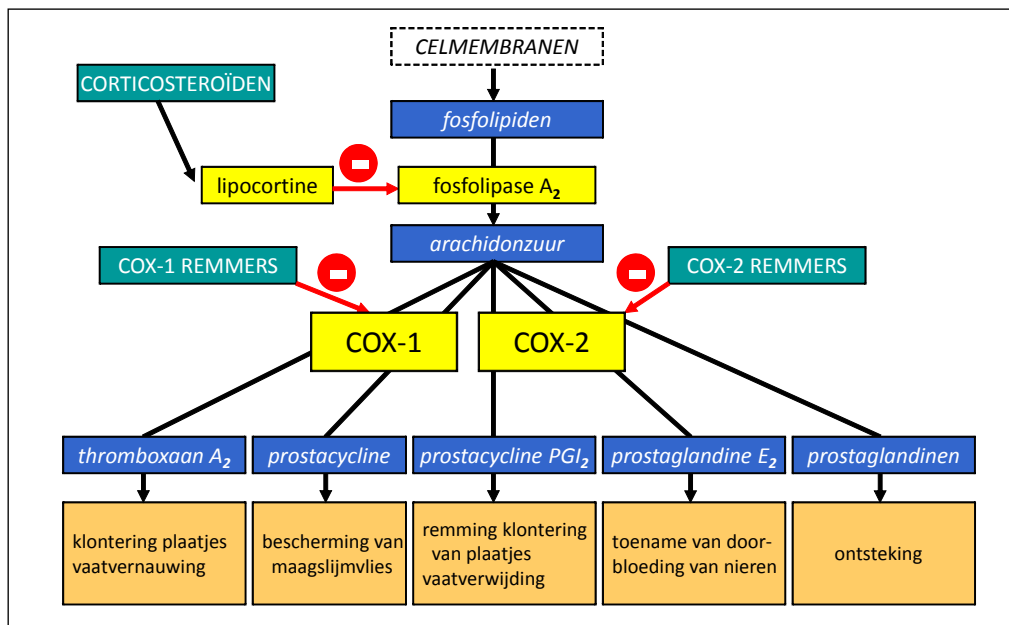 CELMEMBRANEN
CORTICOSTEROÏDEN
fosfolipiden
lipocortine
fosfolipase A2
arachidonzuur
COX-1 REMMERS
COX-2 REMMERS
COX-1
COX-2
thromboxaan A2
prostacycline
prostacycline PGI2
prostaglandine E2
prostaglandinen
klontering plaatjes
vaatvernauwing
bescherming van
maagslijmvlies
remming klontering
van plaatjes
vaatverwijding
toename van door-
bloeding van nieren
ontsteking